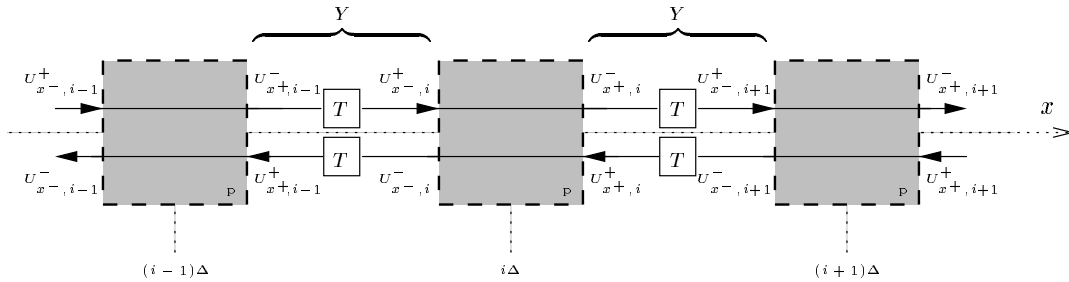 Y Y
U⁺ₓ₋,ᵢ₋₁ U⁻ₓ₊,ᵢ₋₁ U⁺ₓ₋,ᵢ U⁻ₓ₊,ᵢ U⁺ₓ₋,ᵢ₊₁ U⁻ₓ₊,ᵢ₊₁
T T x
T T
U⁻ₓ₋,ᵢ₋₁ p U⁺ₓ₊,ᵢ₋₁ U⁻ₓ₋,ᵢ p U⁺ₓ₊,ᵢ U⁻ₓ₋,ᵢ₊₁ p U⁺ₓ₊,ᵢ₊₁
(i − 1)Δ iΔ (i + 1)Δ